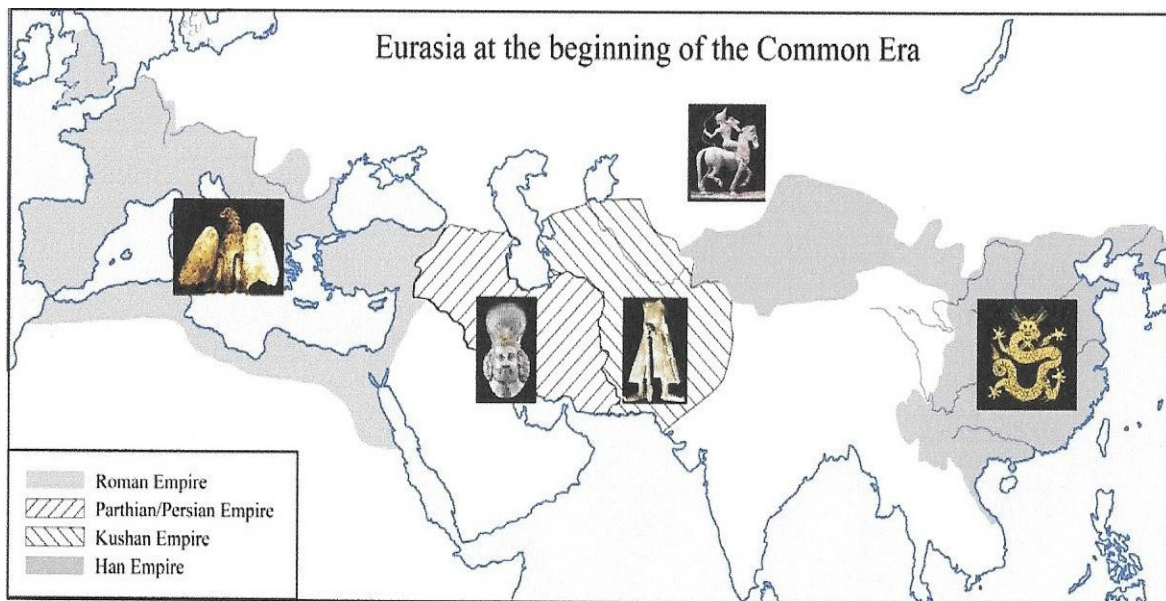 Eurasia at the beginning of the Common Era
Roman Empire
Parthian/Persian Empire
Kushan Empire
Han Empire